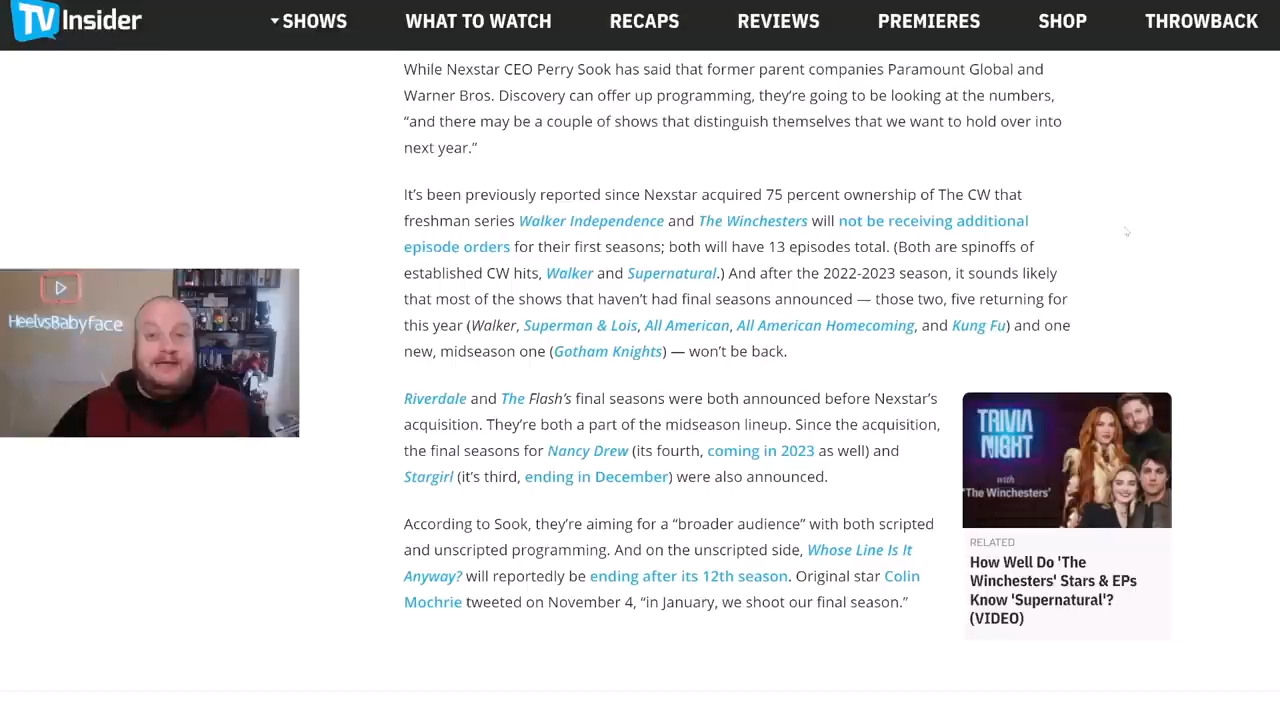 TV Insider
SHOWS
WHAT TO WATCH
RECAPS
REVIEWS
PREMIERES
SHOP
THROWBACK
While Nexstar CEO Perry Sook has said that former parent companies Paramount Global and
Warner Bros. Discovery can offer up programming, they’re going to be looking at the numbers,
“and there may be a couple of shows that distinguish themselves that we want to hold over into
next year.”
It’s been previously reported since Nexstar acquired 75 percent ownership of The CW that
freshman series Walker Independence and The Winchesters will not be receiving additional
episode orders for their first seasons; both will have 13 episodes total. (Both are spinoffs of
established CW hits, Walker and Supernatural.) And after the 2022-2023 season, it sounds likely
that most of the shows that haven’t had final seasons announced — those two, five returning for
this year (Walker, Superman & Lois, All American, All American Homecoming, and Kung Fu) and one
new, midseason one (Gotham Knights) — won’t be back.
HeelvsBabyface
Riverdale and The Flash’s final seasons were both announced before Nexstar’s
acquisition. They’re both a part of the midseason lineup. Since the acquisition,
the final seasons for Nancy Drew (its fourth, coming in 2023 as well) and
Stargirl (it’s third, ending in December) were also announced.
According to Sook, they’re aiming for a “broader audience” with both scripted
and unscripted programming. And on the unscripted side, Whose Line Is It
Anyway? will reportedly be ending after its 12th season. Original star Colin
Mochrie tweeted on November 4, “in January, we shoot our final season.”
TRIVIA
NIGHT
with
'The Winchesters'
RELATED
How Well Do 'The
Winchesters' Stars & EPs
Know 'Supernatural'?
(VIDEO)